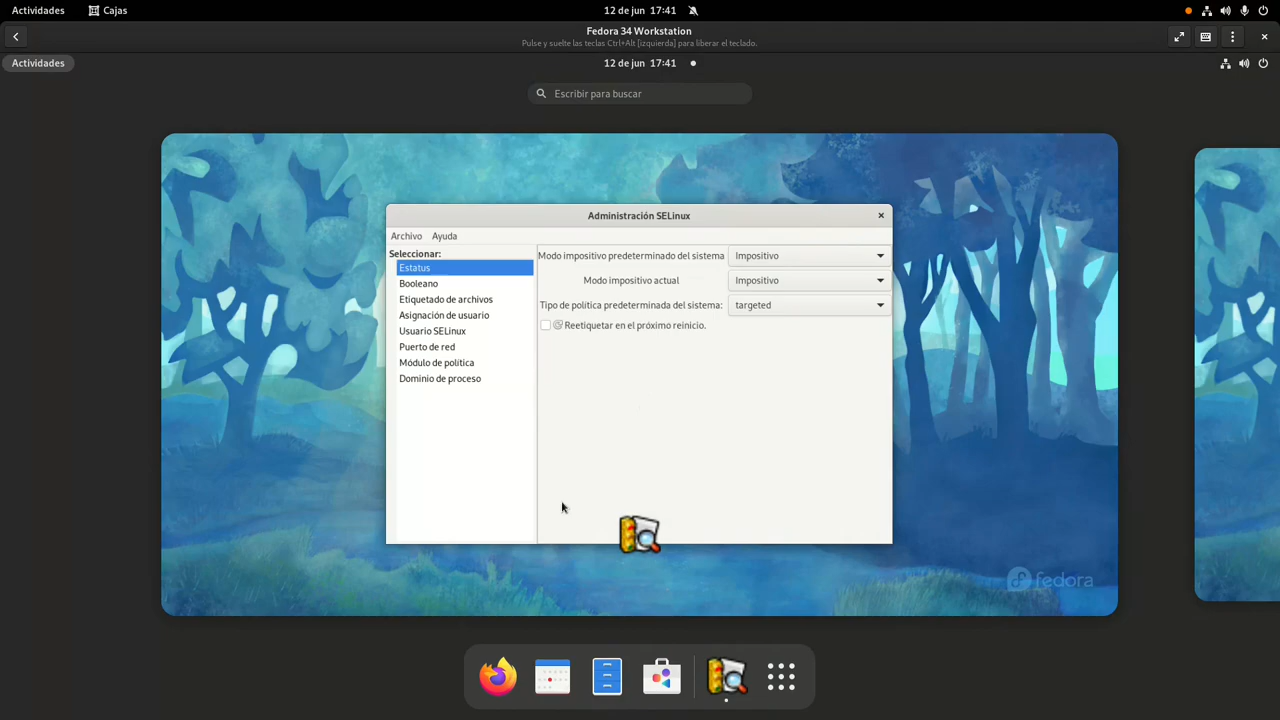 Actividades Cajas 12 de jun 17:41
Fedora 34 Workstation
Pulse y suelte las teclas Ctrl+Alt [izquierda] para liberar el teclado.
Actividades 12 de jun 17:41
Escribir para buscar
Administración SELinux
Archivo Ayuda
Seleccionar:
Estatus
Booleano
Etiquetado de archivos
Asignación de usuario
Usuario SELinux
Puerto de red
Módulo de política
Dominio de proceso
Modo impositivo predeterminado del sistema Impositivo
Modo impositivo actual Impositivo
Tipo de política predeterminada del sistema: targeted
Reetiquetar en el próximo reinicio.
fedora